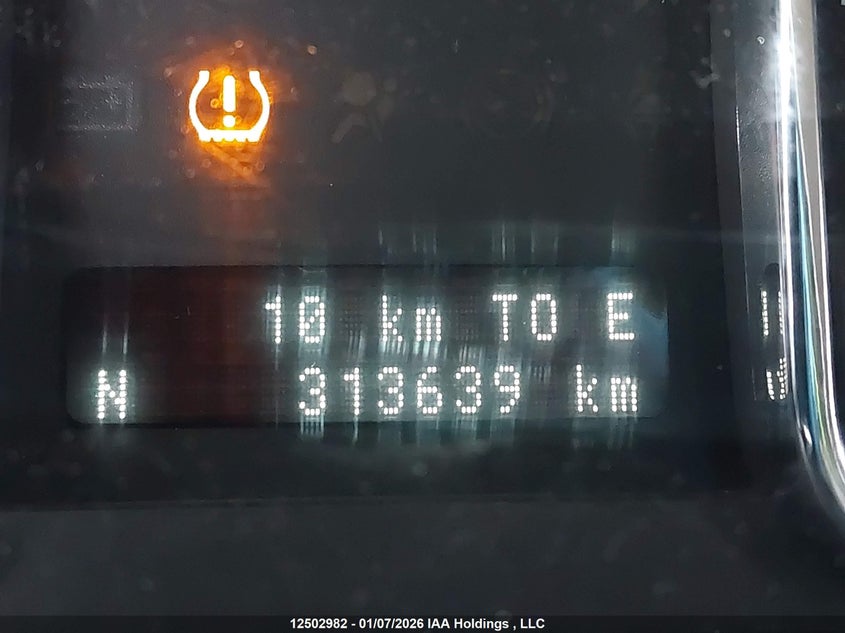 10 km TO E
N 313639 km
12502982 - 01/07/2026 IAA Holdings , LLC